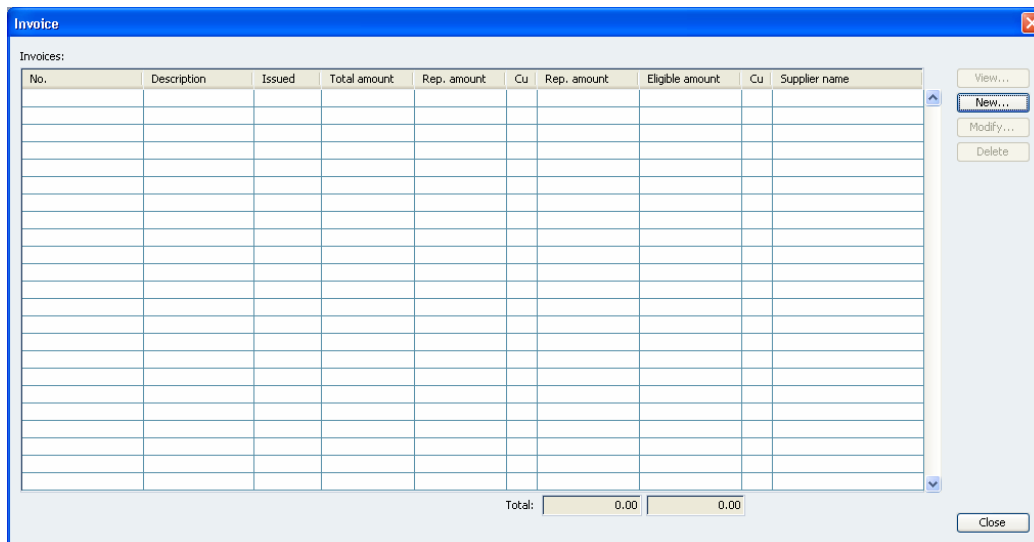 Invoice
Invoices:
No. Description Issued Total amount Rep. amount Cu Rep. amount Eligible amount Cu Supplier name
View...
New...
Modify...
Delete
Total: 0.00 0.00
Close